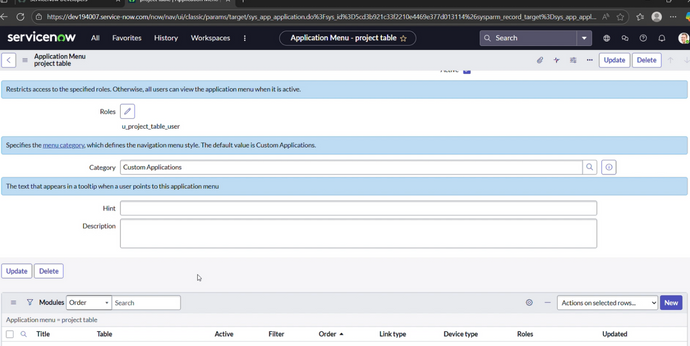 https://dev194007.service-now.com/now/nav/ui/classic/params/target/sys_app_application.do%3Fsys_id%3D5cd3b921c33f2210e4469e377d013114%26sysparm_record_target%3Dsys_app_appl...
servicenow
All Favorites History Workspaces
Application Menu - project table
Search
Application Menu
project table
Update Delete
Active
Restricts access to the specified roles. Otherwise, all users can view the application menu when it is active.
Roles
u_project_table_user
Specifies the menu category, which defines the navigation menu style. The default value is Custom Applications.
Category Custom Applications
The text that appears in a tooltip when a user points to this application menu
Hint
Description
Update Delete
Modules Order Search Actions on selected rows... New
Application menu = project table
Title Table Active Filter Order Link type Device type Roles Updated